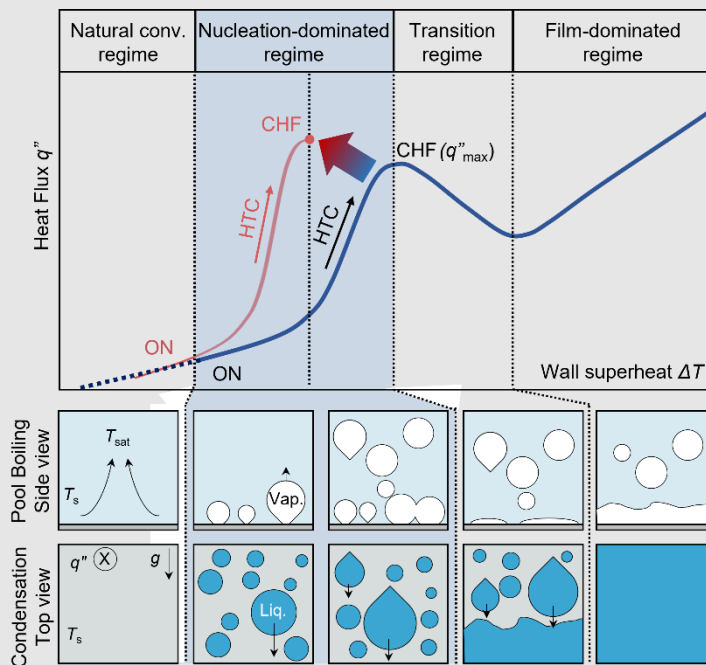 Natural conv.
regime
Nucleation-dominated
regime
Transition
regime
Film-dominated
regime
Heat Flux q”
CHF
CHF (q”max)
HTC
HTC
ON
ON
Wall superheat ΔT
Pool Boiling
Side view
Tsat
Ts
Vap.
Condensation
Top view
q” X g
Ts
Liq.